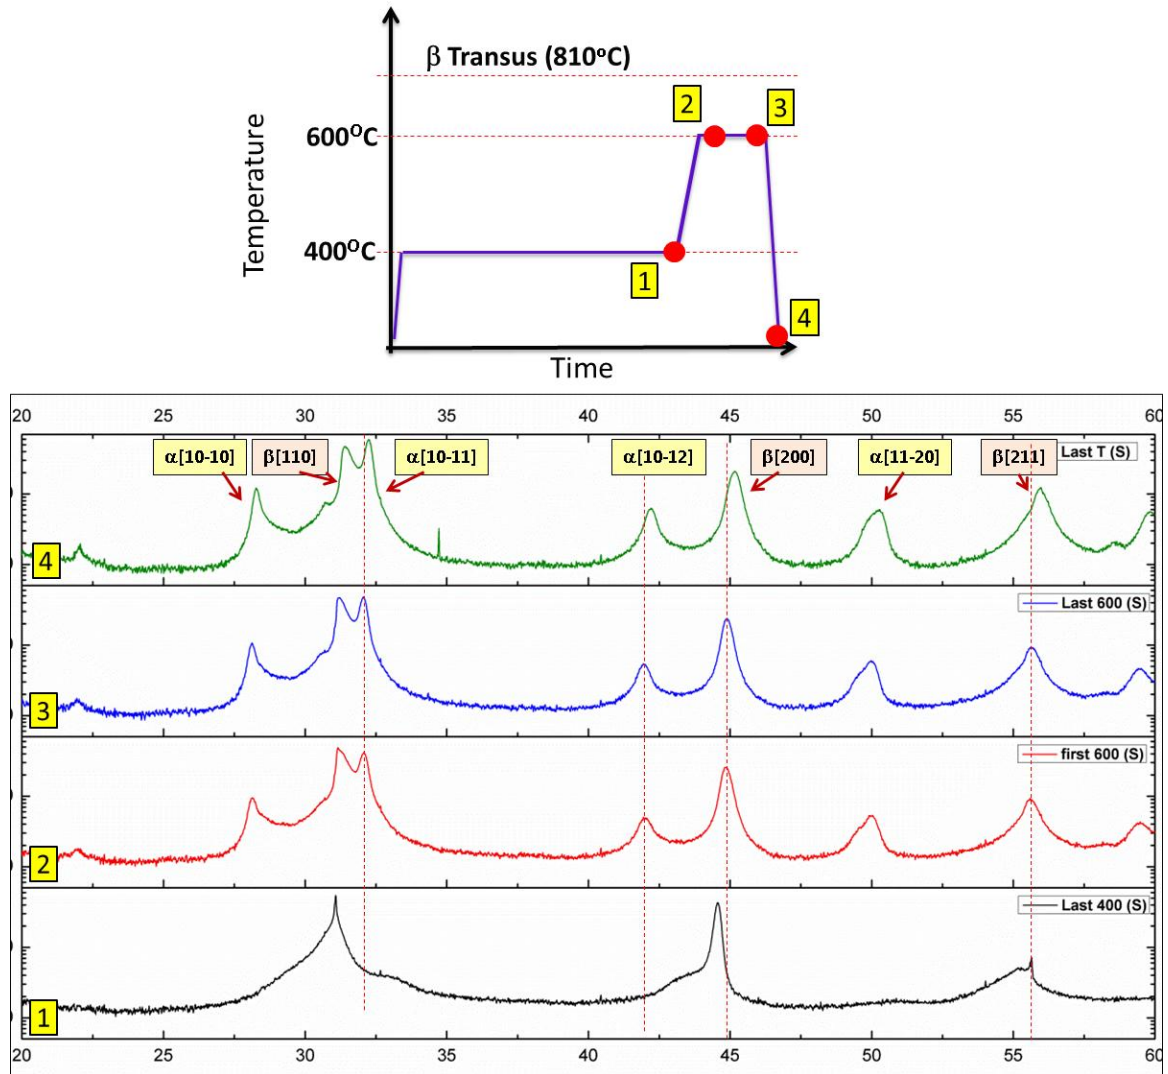 β Transus (810°C)
2
3
600°C
Temperature
400°C
1
4
Time
20 25 30 35 40 45 50 55 60
α[10-10] β[110] α[10-11] α[10-12] β[200] α[11-20] β[211] Last T (S)
4
Last 600 (S)
3
first 600 (S)
2
Last 400 (S)
1
20 25 30 35 40 45 50 55 60